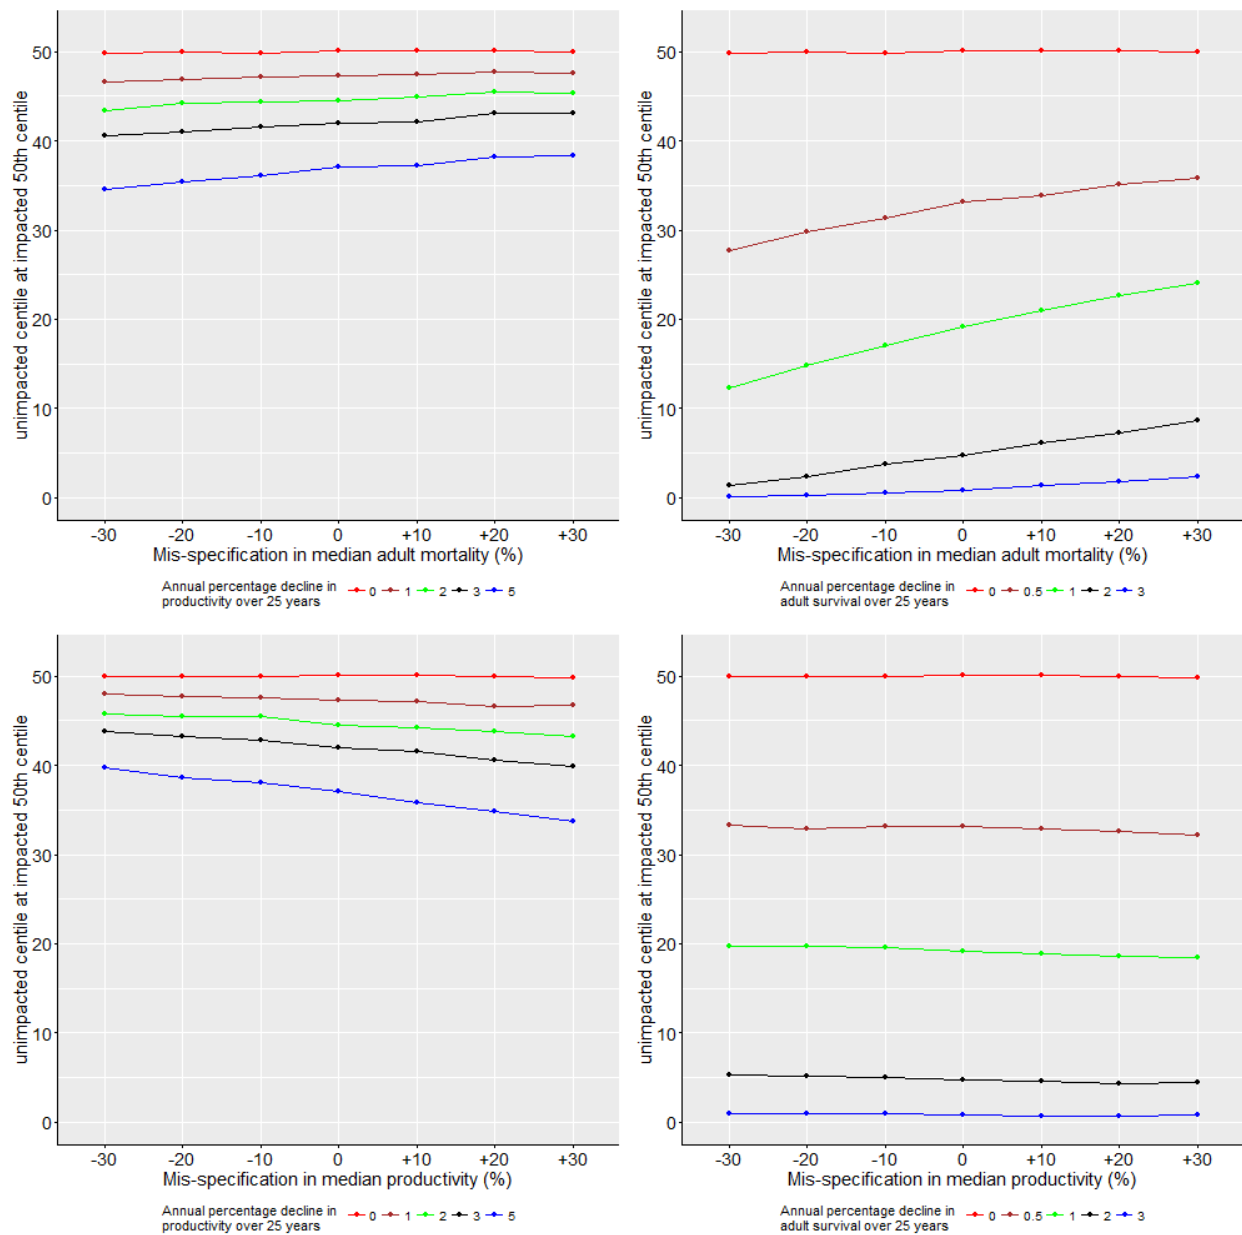 unimpacted centile at impacted 50th centile
50
40
30
20
10
0
-30 -20 -10 0 +10 +20 +30
Mis-specification in median adult mortality (%)
Annual percentage decline in
productivity over 25 years
0 1 2 3 5
unimpacted centile at impacted 50th centile
50
40
30
20
10
0
-30 -20 -10 0 +10 +20 +30
Mis-specification in median adult mortality (%)
Annual percentage decline in
adult survival over 25 years
0 0.5 1 2 3
unimpacted centile at impacted 50th centile
50
40
30
20
10
0
-30 -20 -10 0 +10 +20 +30
Mis-specification in median productivity (%)
Annual percentage decline in
productivity over 25 years
0 1 2 3 5
unimpacted centile at impacted 50th centile
50
40
30
20
10
0
-30 -20 -10 0 +10 +20 +30
Mis-specification in median productivity (%)
Annual percentage decline in
adult survival over 25 years
0 0.5 1 2 3